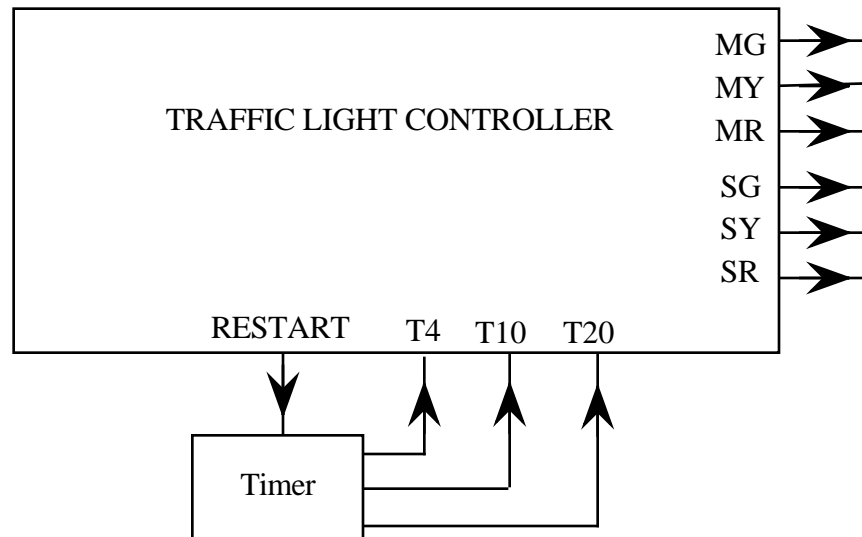 MG
MY
TRAFFIC LIGHT CONTROLLER
MR
SG
SY
SR
RESTART T4 T10 T20
Timer